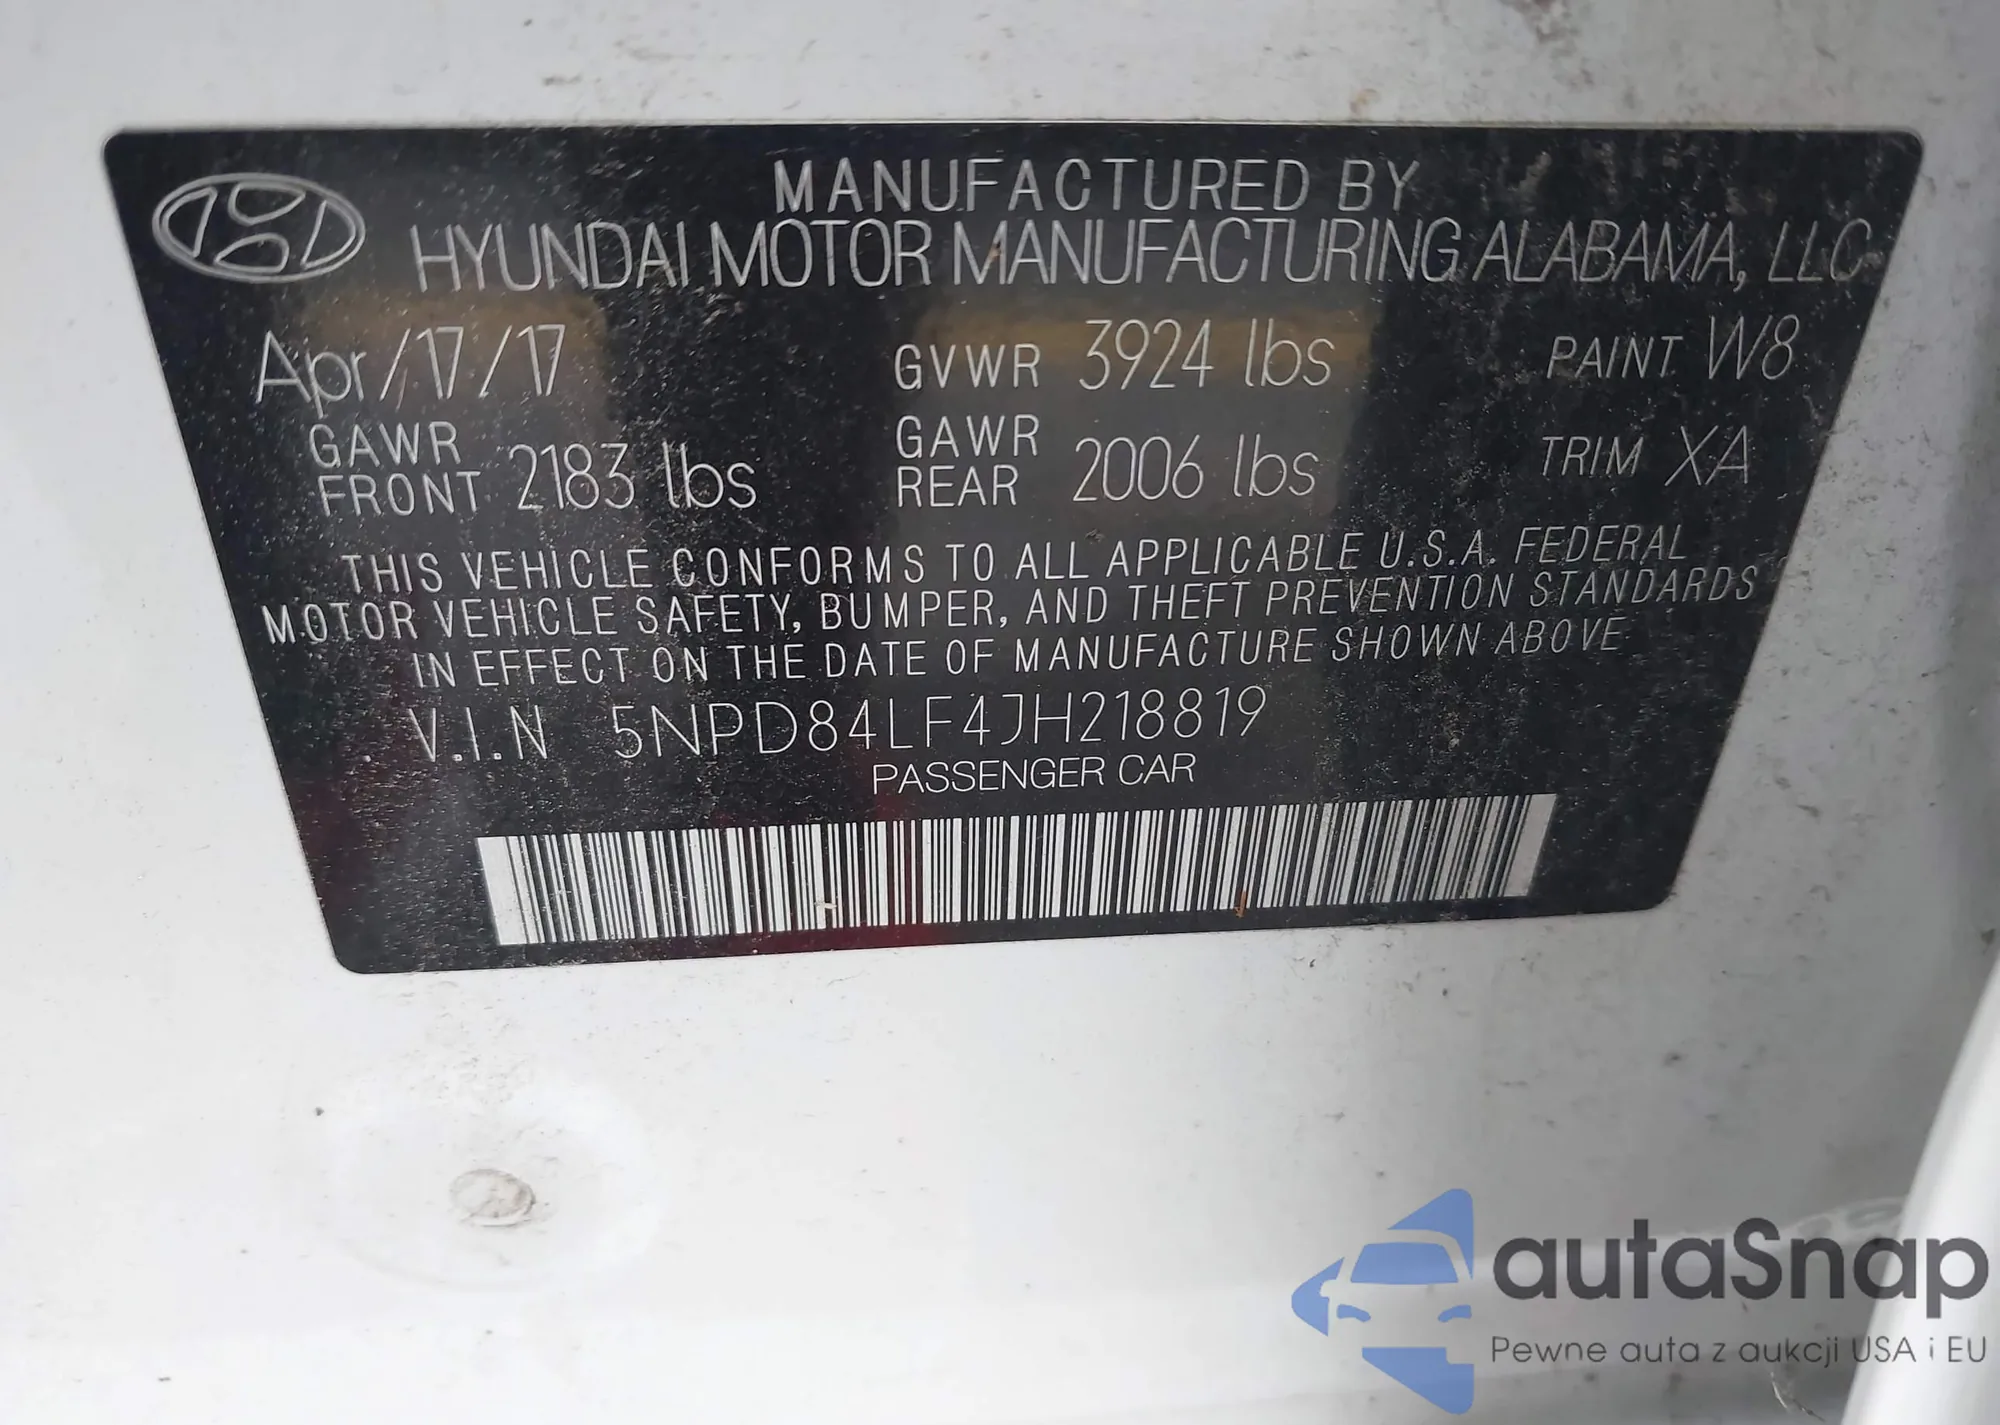 MANUFACTURED BY
HYUNDAI MOTOR MANUFACTURING ALABAMA, LLC
Apr/17/17 GVWR 3924 lbs PAINT W8
GAWR FRONT 2183 lbs GAWR REAR 2006 lbs TRIM XA
THIS VEHICLE CONFORMS TO ALL APPLICABLE U.S.A. FEDERAL
MOTOR VEHICLE SAFETY, BUMPER, AND THEFT PREVENTION STANDARDS
IN EFFECT ON THE DATE OF MANUFACTURE SHOWN ABOVE
V.I.N 5NPD84LF4JH218819
PASSENGER CAR
autaSnap
Pewne auta z aukcji USA i EU